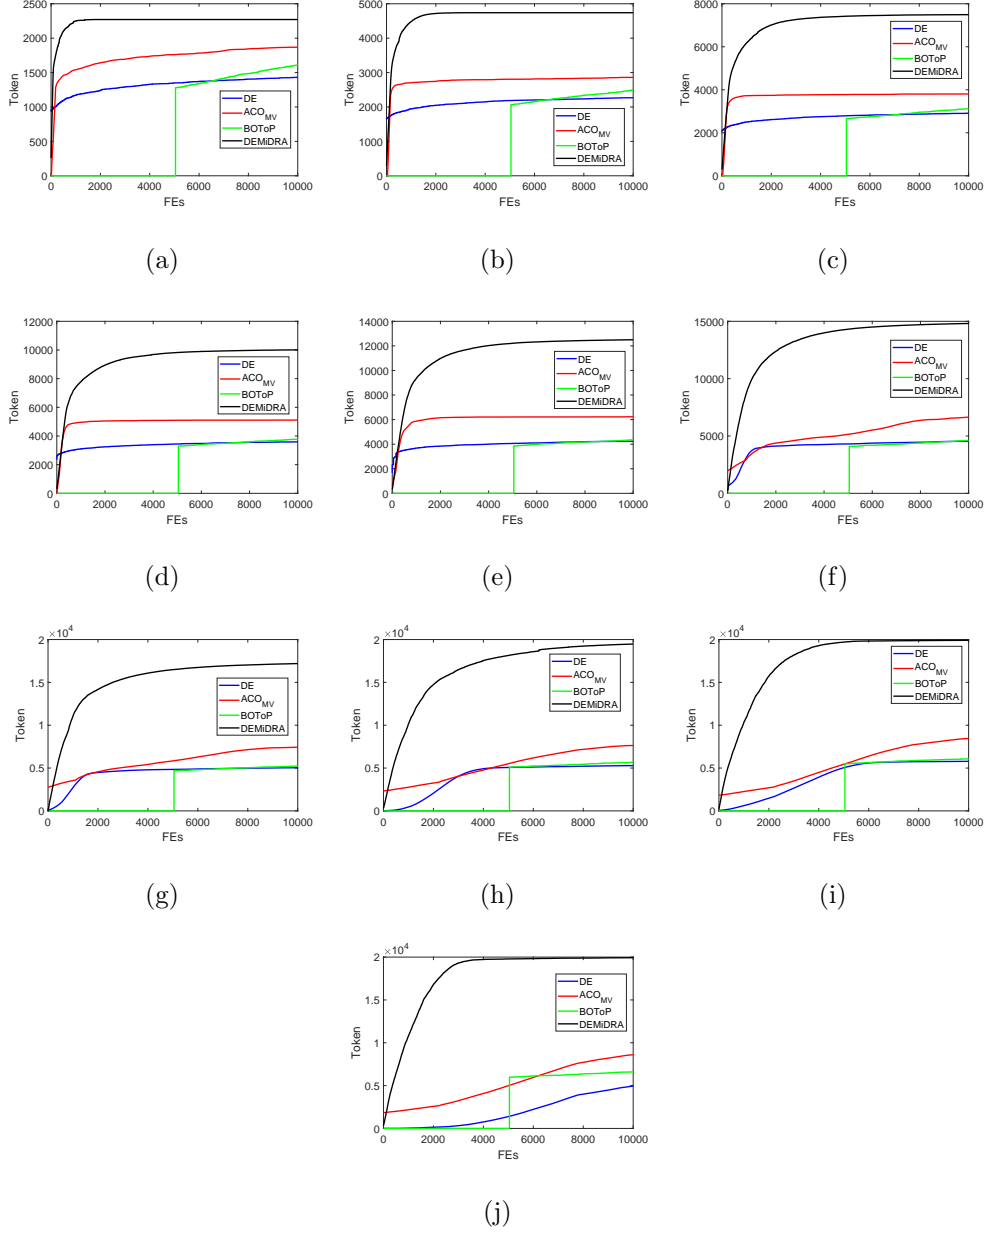 2500
2000
1500
1000
500
0
Token
0 2000 4000 6000 8000 10000
FEs
DE
ACO_MV
BOToP
DEMiDRA
(a)
5000
4000
3000
2000
1000
0
Token
0 2000 4000 6000 8000 10000
FEs
DE
ACO_MV
BOToP
DEMiDRA
(b)
8000
6000
4000
2000
0
Token
0 2000 4000 6000 8000 10000
FEs
DE
ACO_MV
BOToP
DEMiDRA
(c)
12000
10000
8000
6000
4000
2000
0
Token
0 2000 4000 6000 8000 10000
FEs
DE
ACO_MV
BOToP
DEMiDRA
(d)
14000
12000
10000
8000
6000
4000
2000
0
Token
0 2000 4000 6000 8000 10000
FEs
DE
ACO_MV
BOToP
DEMiDRA
(e)
15000
10000
5000
0
Token
0 2000 4000 6000 8000 10000
FEs
DE
ACO_MV
BOToP
DEMiDRA
(f)
×10^4
2
1.5
1
0.5
0
Token
0 2000 4000 6000 8000 10000
FEs
DE
ACO_MV
BOToP
DEMiDRA
(g)
×10^4
2
1.5
1
0.5
0
Token
0 2000 4000 6000 8000 10000
FEs
DE
ACO_MV
BOToP
DEMiDRA
(h)
×10^4
2
1.5
1
0.5
0
Token
0 2000 4000 6000 8000 10000
FEs
DE
ACO_MV
BOToP
DEMiDRA
(i)
×10^4
2
1.5
1
0.5
0
Token
0 2000 4000 6000 8000 10000
FEs
DE
ACO_MV
BOToP
DEMiDRA
(j)